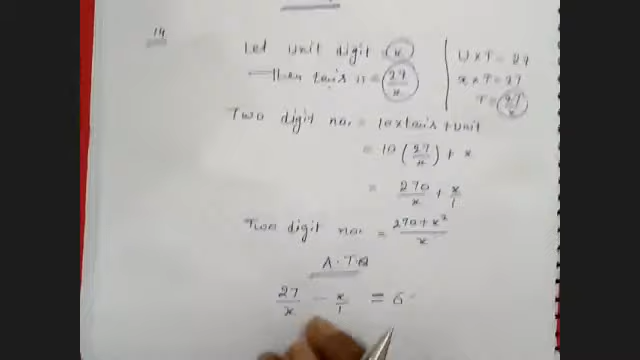 14
Let unit digit x
Then ten's is = 27/x
U × T = 27
x × T = 27
T = 27/x
Two digit no. = 10 × ten's + unit
= 10 (27/x) + x
= 270/x + x/1
Two digit no. = 270 + x²/x
A.T.Q
27/x - x/1 = 6